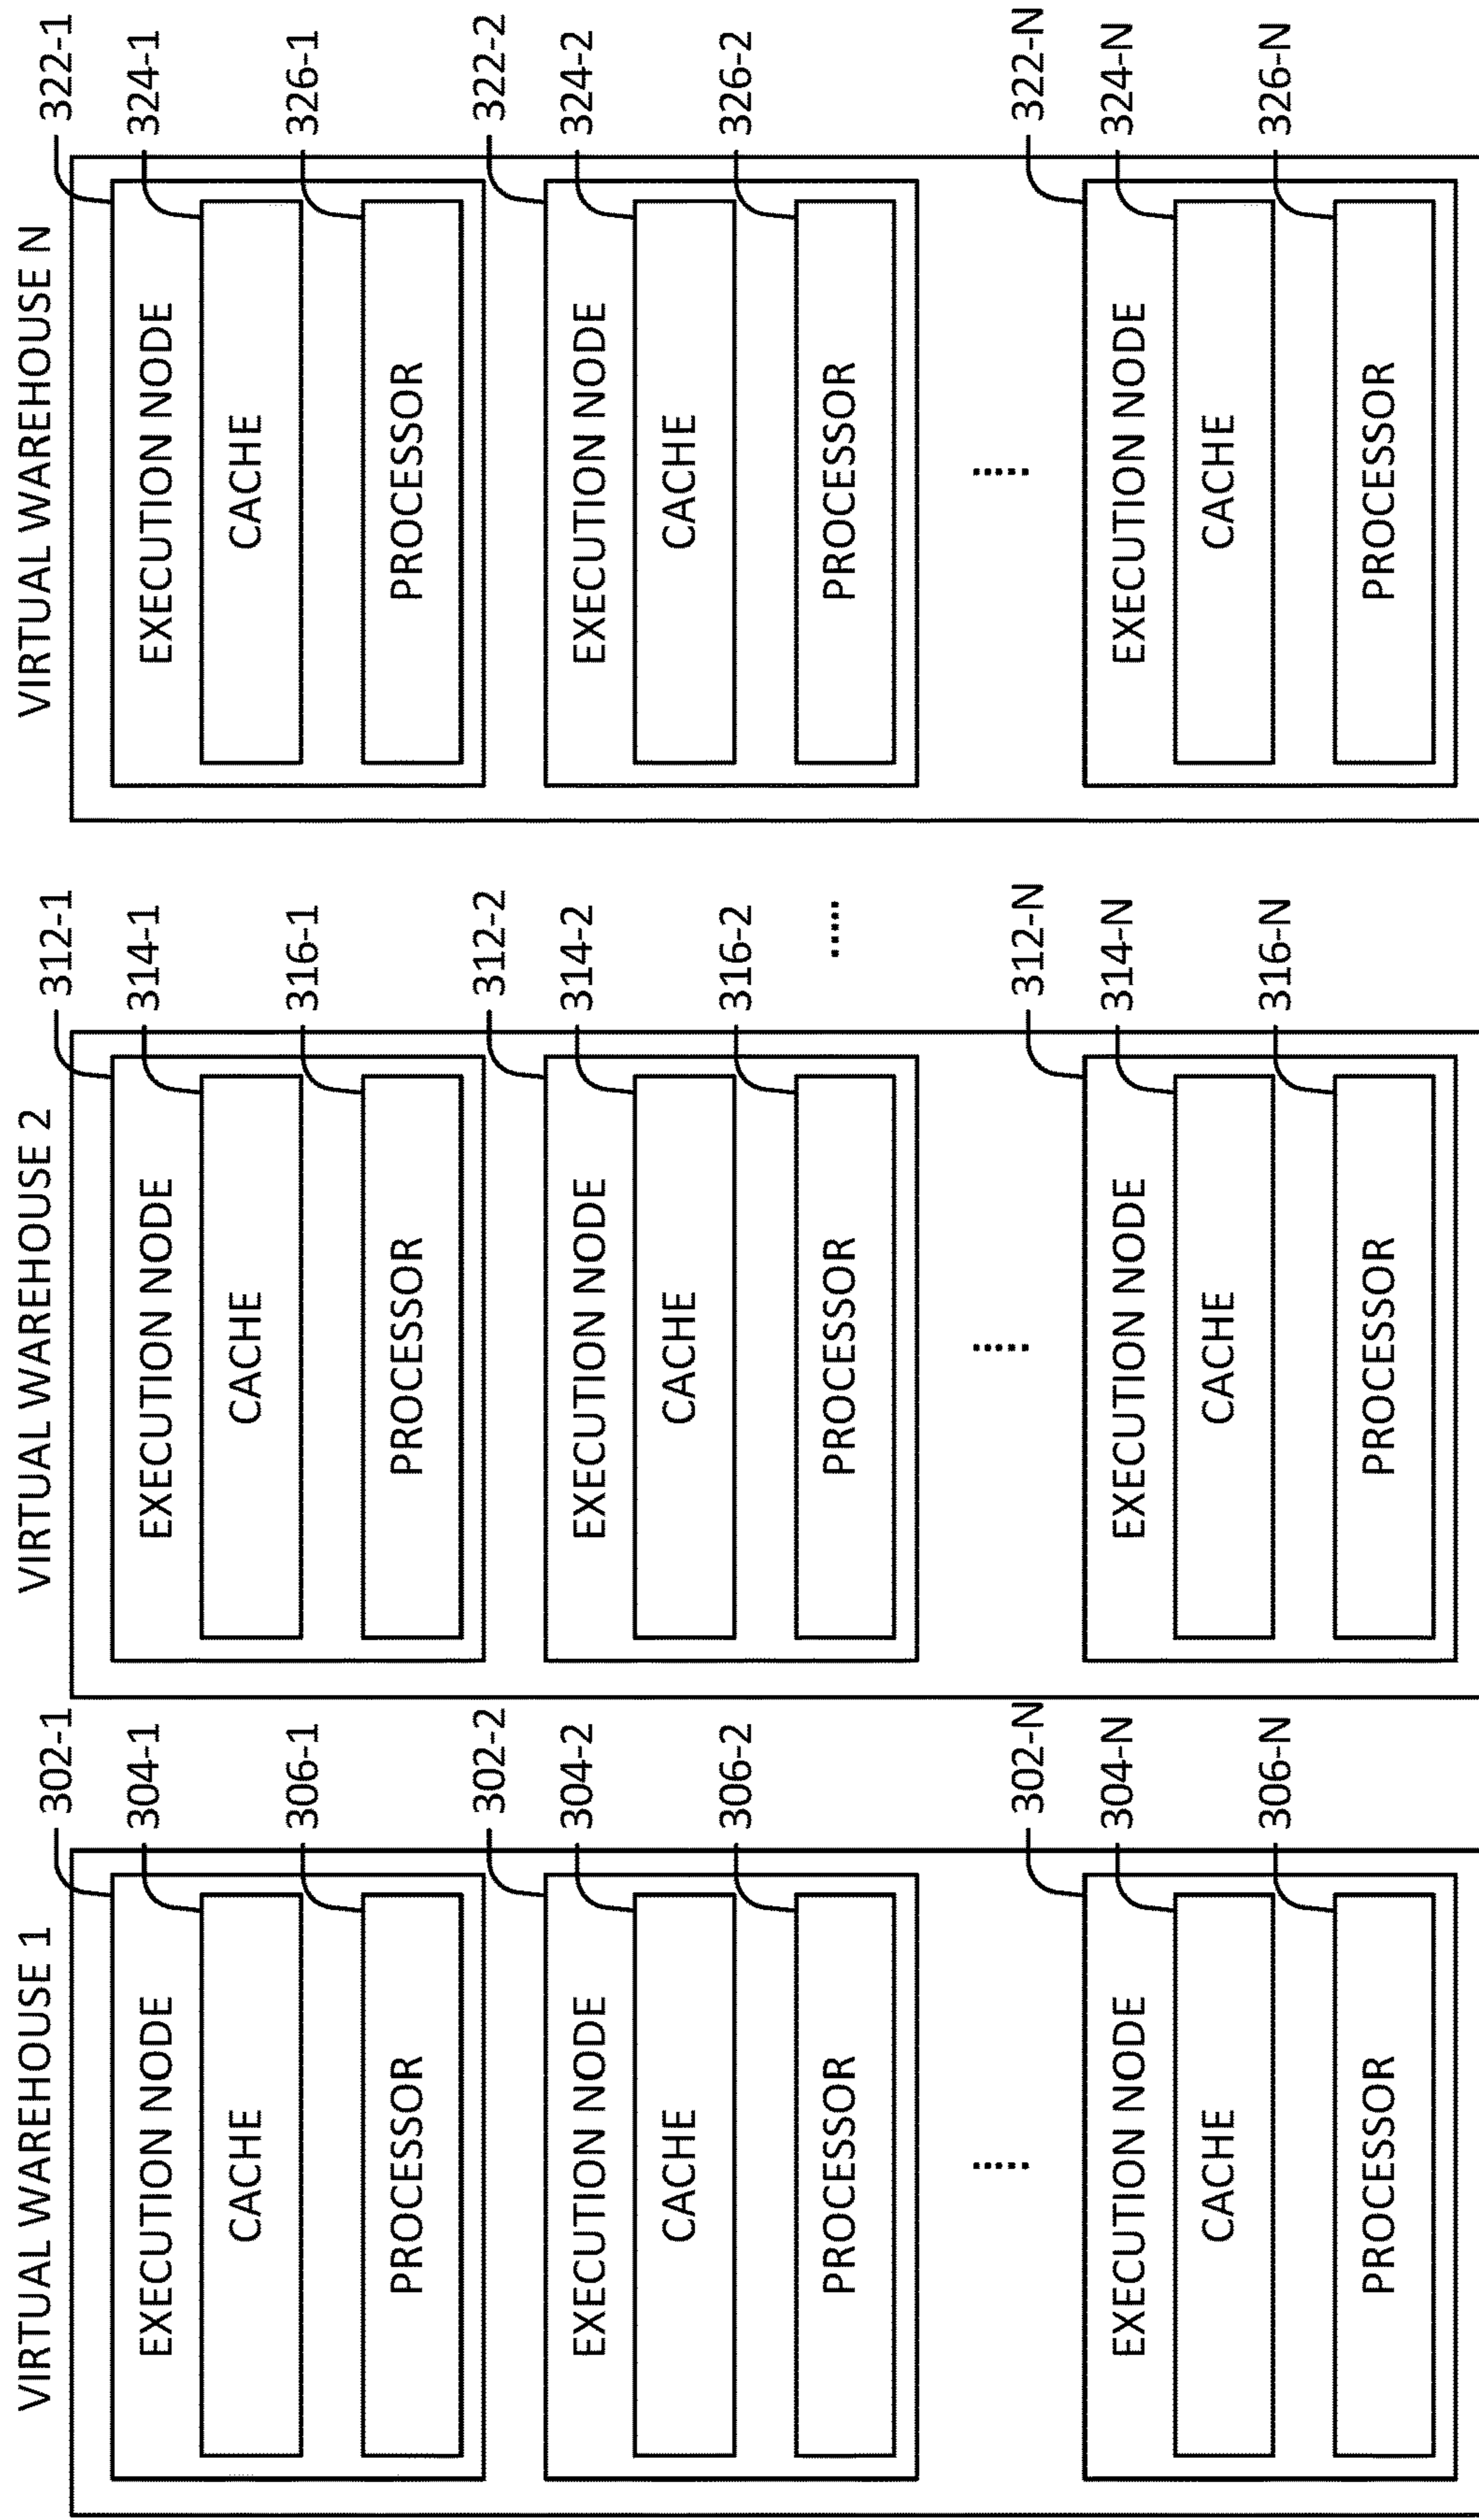 VIRTUAL WAREHOUSE 1
302-1
EXECUTION NODE
304-1
CACHE
306-1
PROCESSOR
302-2
EXECUTION NODE
304-2
CACHE
306-2
PROCESSOR
.....
302-N
EXECUTION NODE
304-N
CACHE
306-N
PROCESSOR
VIRTUAL WAREHOUSE 2
312-1
EXECUTION NODE
314-1
CACHE
316-1
PROCESSOR
312-2
EXECUTION NODE
314-2
CACHE
316-2
PROCESSOR
.....
.....
312-N
EXECUTION NODE
314-N
CACHE
316-N
PROCESSOR
VIRTUAL WAREHOUSE N
322-1
EXECUTION NODE
324-1
CACHE
326-1
PROCESSOR
322-2
EXECUTION NODE
324-2
CACHE
326-2
PROCESSOR
.....
322-N
EXECUTION NODE
324-N
CACHE
326-N
PROCESSOR